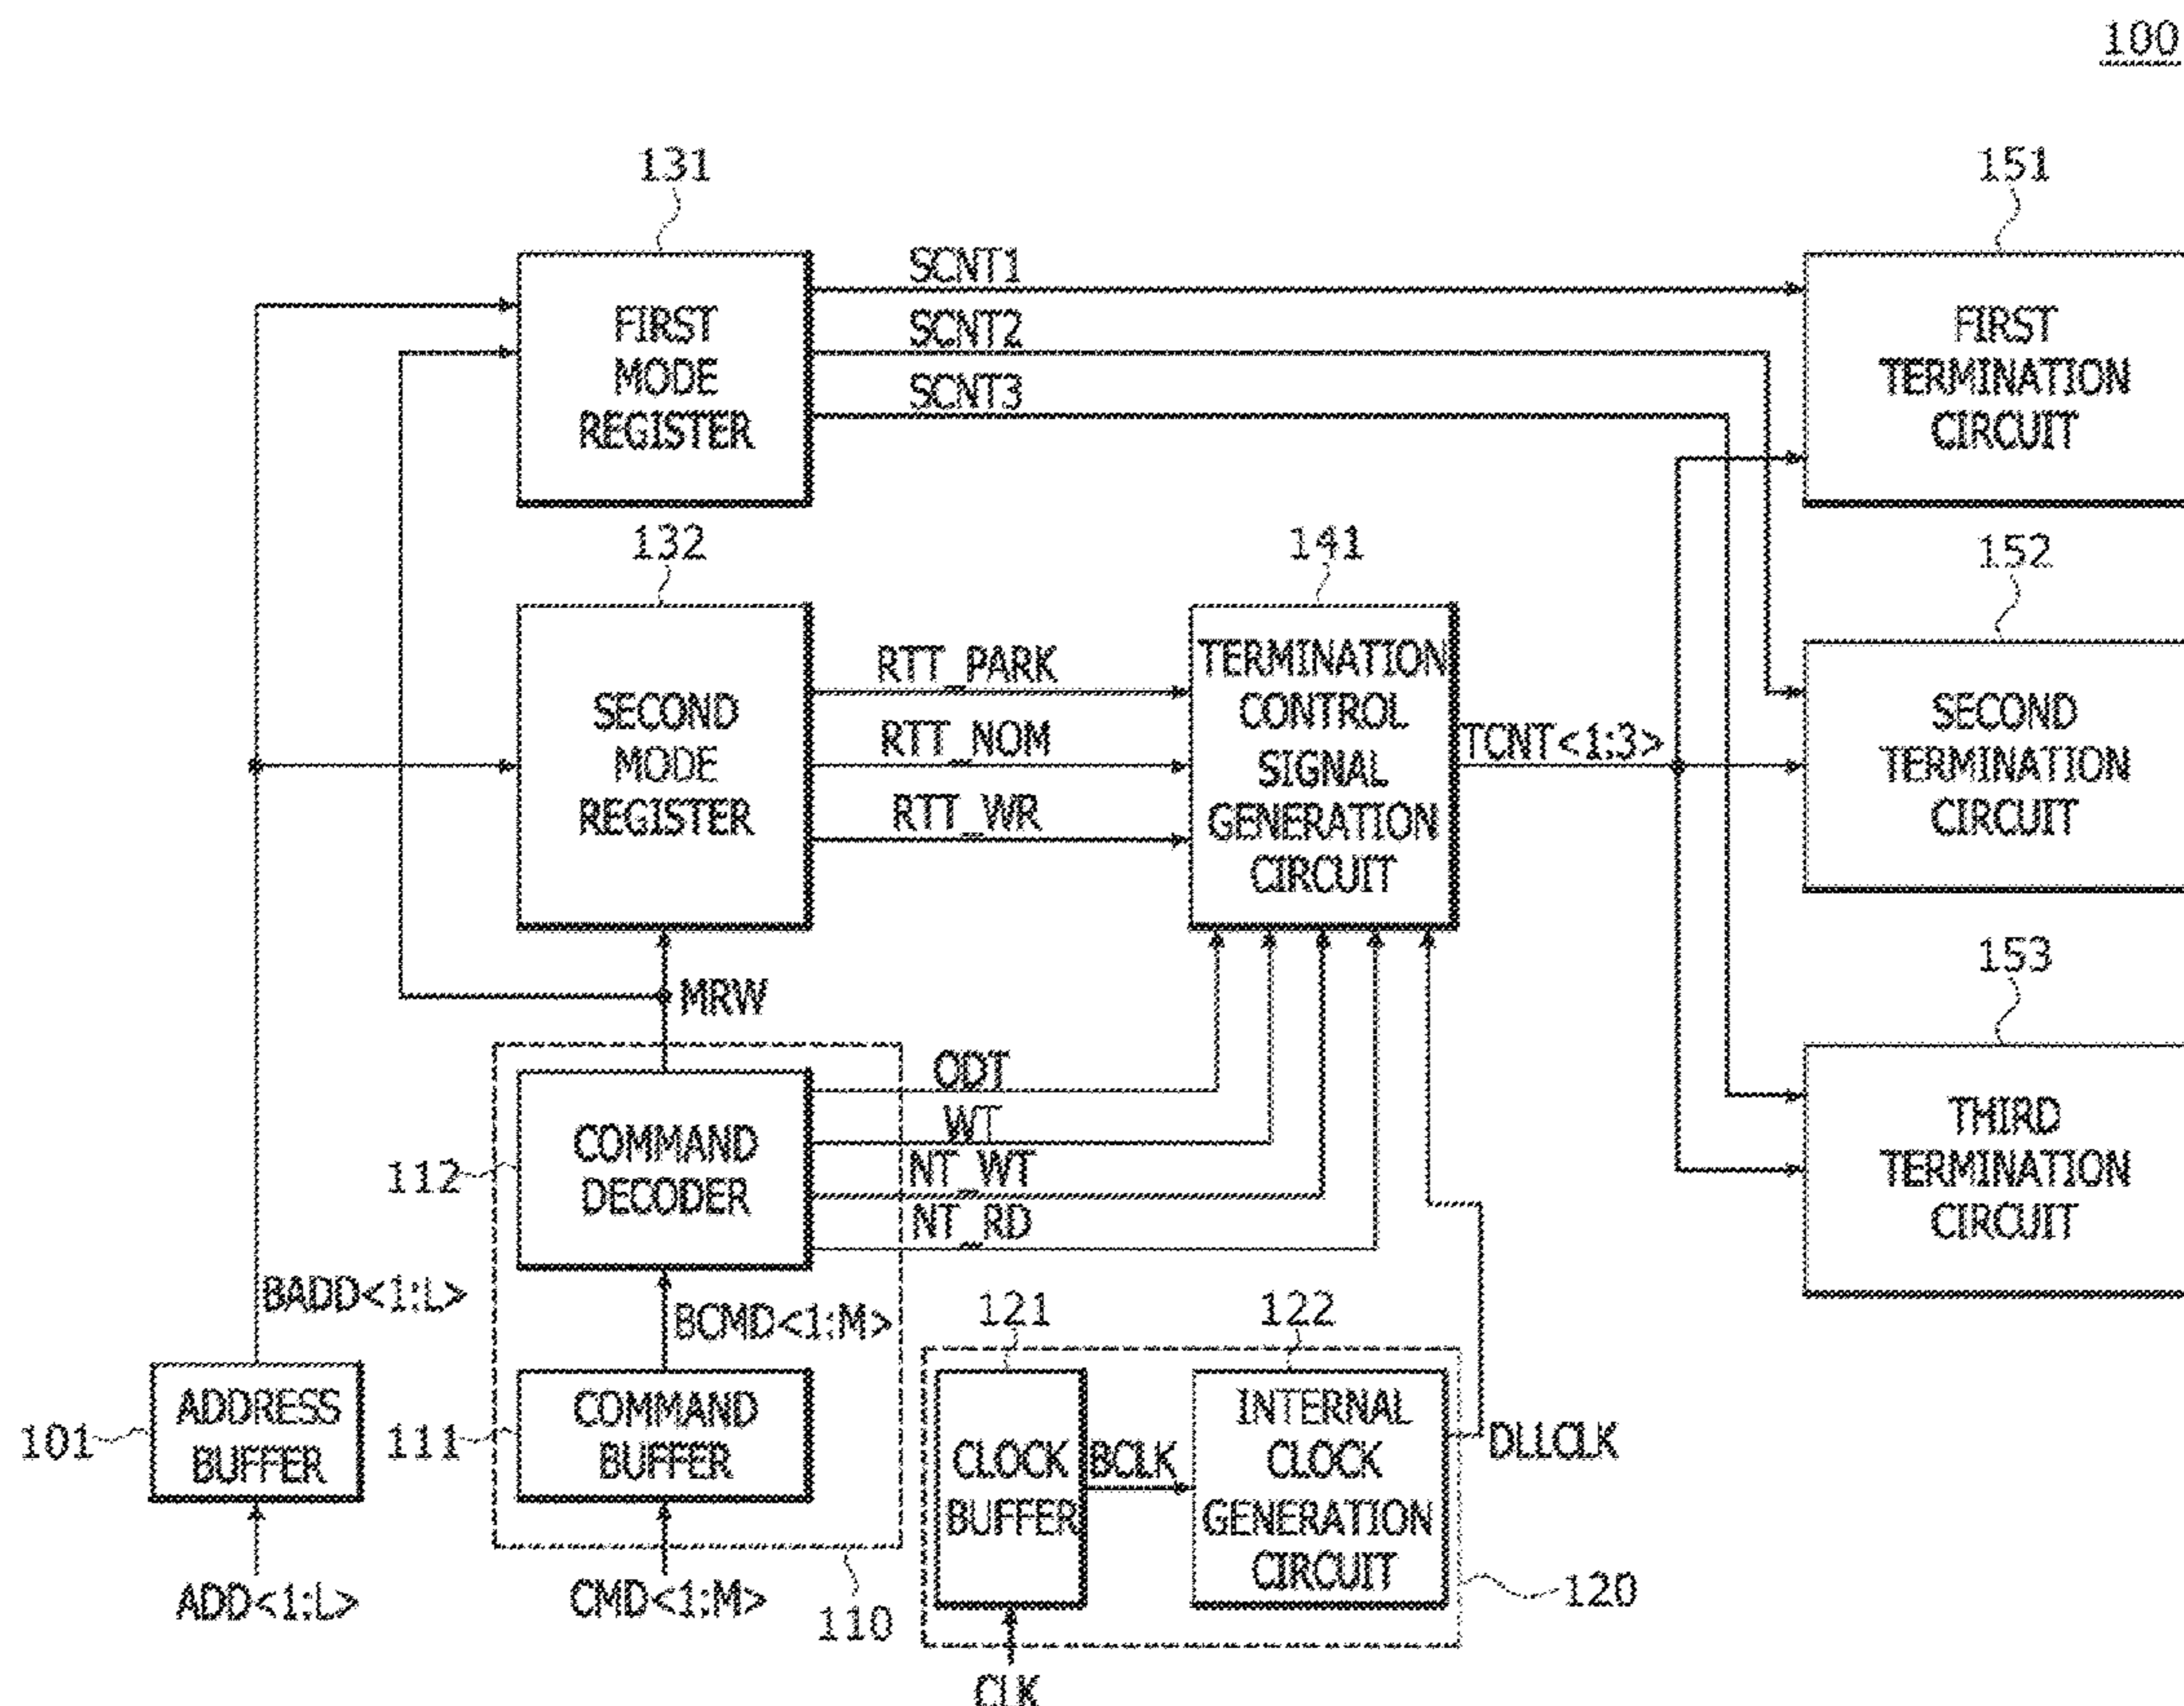 100
131
151
FIRST
MODE
REGISTER
SCNT1
SCNT2
SCNT3
FIRST
TERMINATION
CIRCUIT
132
141
152
SECOND
MODE
REGISTER
RTT_PARK
RTT_NOM
RTT_WR
TERMINATION
CONTROL
SIGNAL
GENERATION
CIRCUIT
TCNT<1:3>
SECOND
TERMINATION
CIRCUIT
MRW
153
112
COMMAND
DECODER
ODT
WT
NT_WT
NT_RD
THIRD
TERMINATION
CIRCUIT
BADD<1:L>
BCMD<1:M>
121
122
101
ADDRESS
BUFFER
111
COMMAND
BUFFER
CLOCK
BUFFER
BCLK
INTERNAL
CLOCK
GENERATION
CIRCUIT
DLLCLK
ADD<1:L>
CMD<1:M>
110
120
CLK